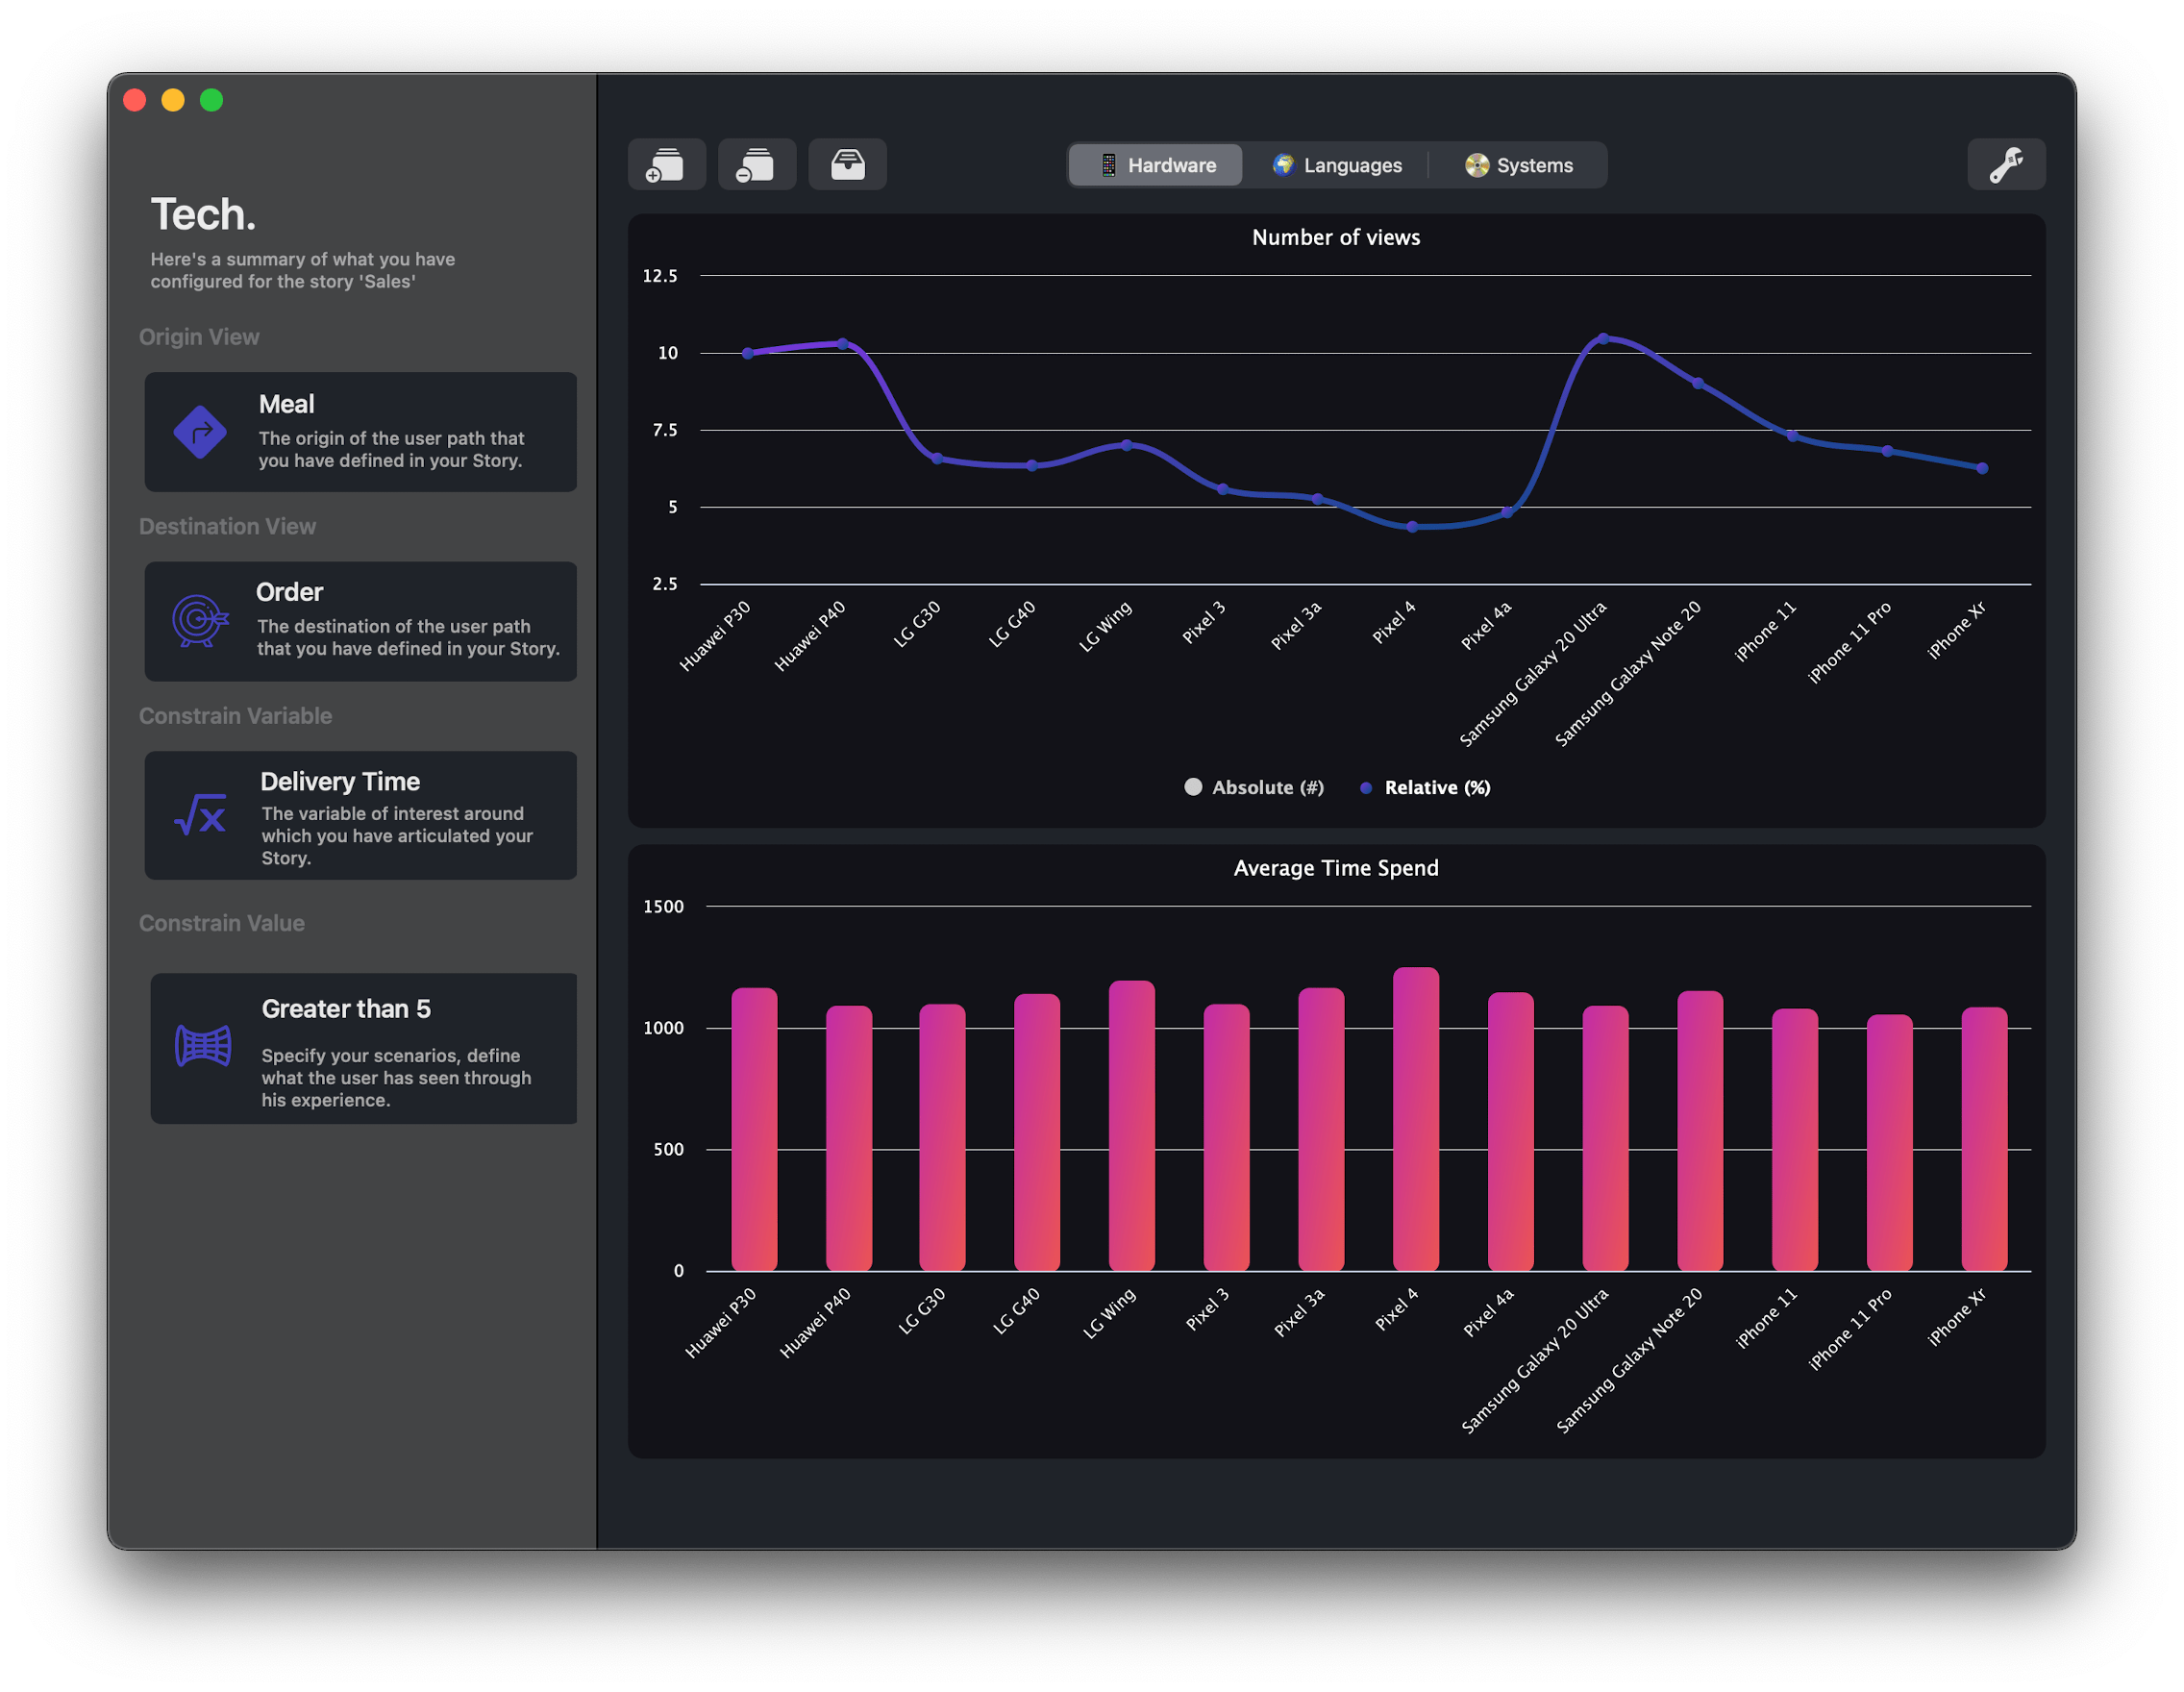 Tech.
Here's a summary of what you have
configured for the story 'Sales'
Origin View
Meal
The origin of the user path that
you have defined in your Story.
Destination View
Order
The destination of the user path
that you have defined in your Story.
Constrain Variable
Delivery Time
The variable of interest around
which you have articulated your
Story.
Constrain Value
Greater than 5
Specify your scenarios, define
what the user has seen through
his experience.
Hardware
Languages
Systems
Number of views
12.5
10
7.5
5
2.5
Huawei P30
Huawei P40
LG G30
LG G40
LG Wing
Pixel 3
Pixel 3a
Pixel 4
Pixel 4a
Samsung Galaxy 20 Ultra
Samsung Galaxy Note 20
iPhone 11
iPhone 11 Pro
iPhone Xr
Absolute (#)
Relative (%)
Average Time Spend
1500
1000
500
0
Huawei P30
Huawei P40
LG G30
LG G40
LG Wing
Pixel 3
Pixel 3a
Pixel 4
Pixel 4a
Samsung Galaxy 20 Ultra
Samsung Galaxy Note 20
iPhone 11
iPhone 11 Pro
iPhone Xr